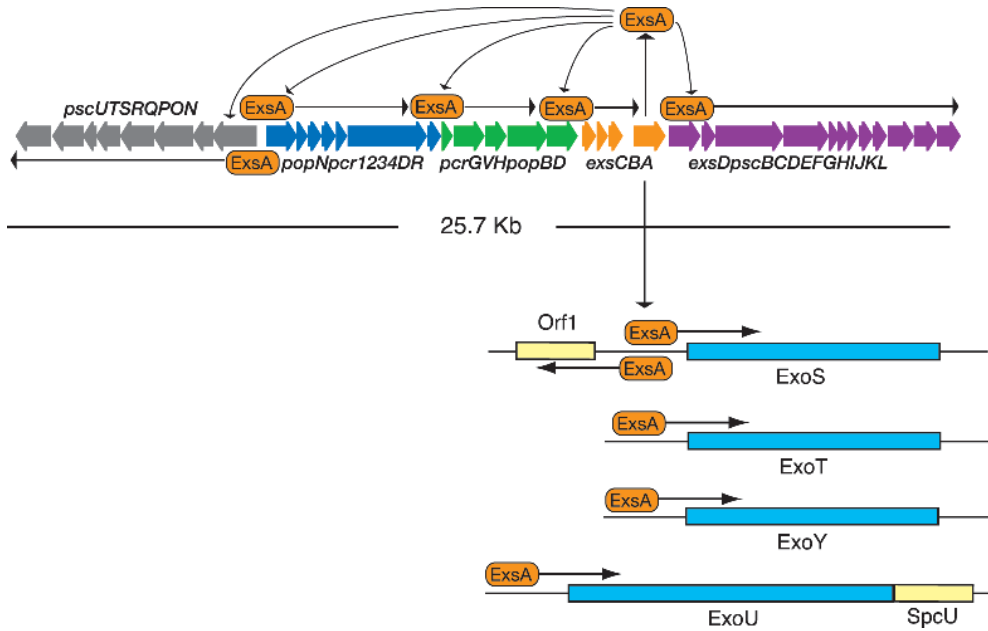 ExsA
pscUTSRQPON
ExsA
ExsA
ExsA
ExsA
ExsA
popNpcr1234DR
pcrGVHpopBD
exsCBA
exsDpscBCDEFGHIJKL
25.7 Kb
Orf1
ExsA
ExsA
ExoS
ExsA
ExoT
ExsA
ExoY
ExsA
ExoU
SpcU